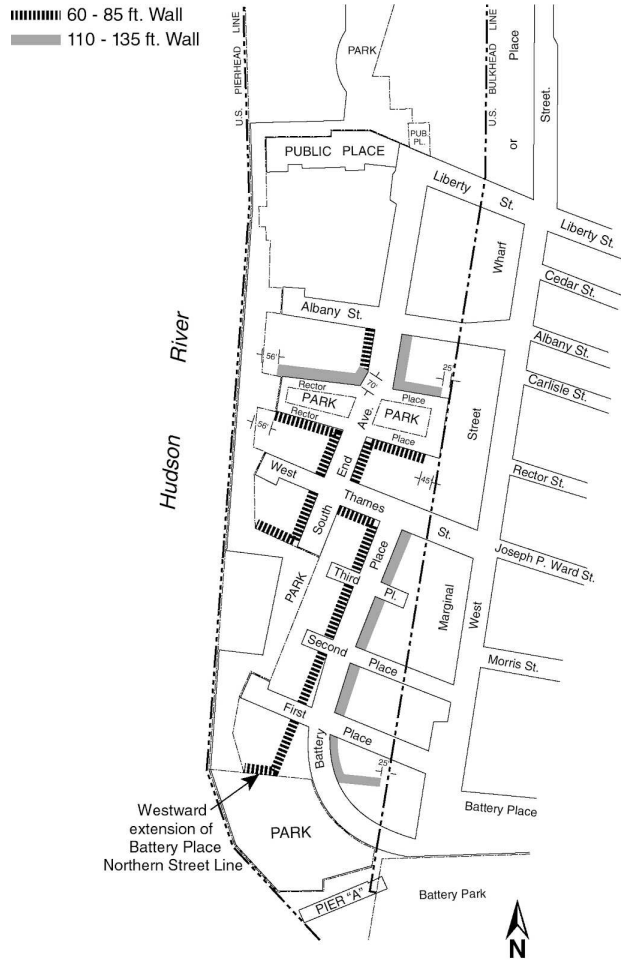 60 - 85 ft. Wall
110 - 135 ft. Wall
U.S. PIERHEAD LINE
PARK
U.S. BULKHEAD LINE
Place
or
Street.
PUB.
PL.
PUBLIC PLACE
Liberty
St.
Liberty St.
Wharf
Cedar St.
Albany St.
Albany St.
Carlisle St.
River
Hudson
56'
70'
25'
Rector
Place
PARK
Ave.
PARK
Street
Rector
Place
56'
End
45'
Rector St.
West
Thames
St.
South
Place
Joseph P. Ward St.
PARK
Third
Pl.
Marginal
West
Second
Place
Morris St.
First
Place
Battery
25'
Battery Place
Westward
extension of
Battery Place
Northern Street Line
PARK
PIER "A"
Battery Park
N